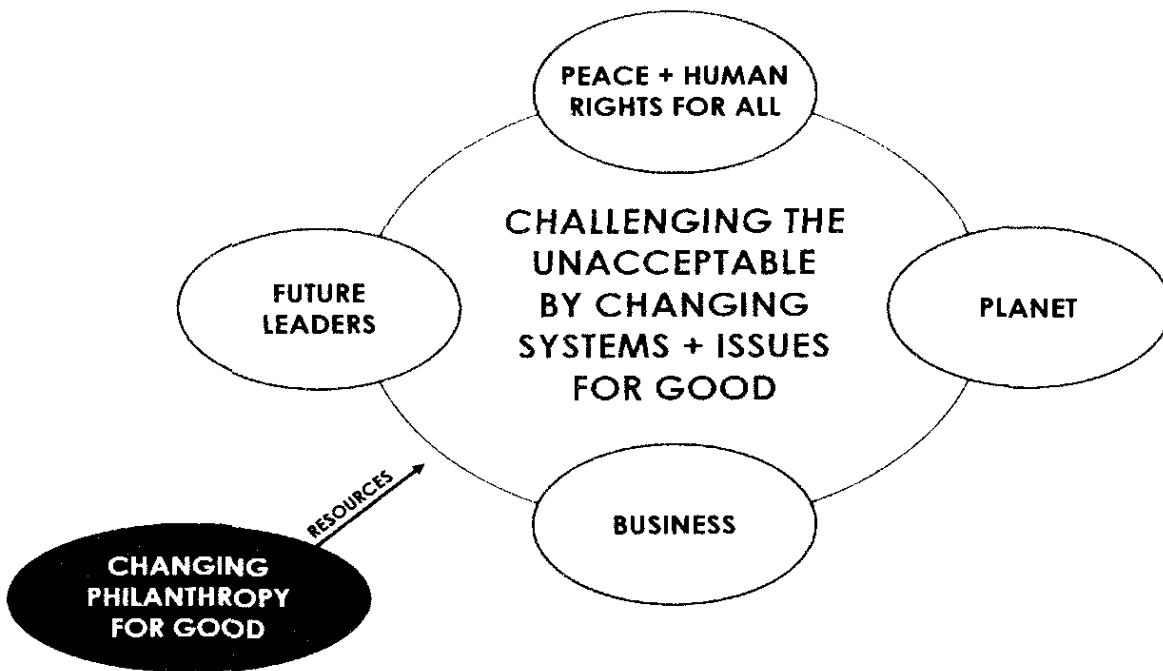 PEACE + HUMAN
RIGHTS FOR ALL
CHALLENGING THE
UNACCEPTABLE
BY CHANGING
SYSTEMS + ISSUES
FOR GOOD
FUTURE
LEADERS
PLANET
BUSINESS
RESOURCES
CHANGING
PHILANTHROPY
FOR GOOD